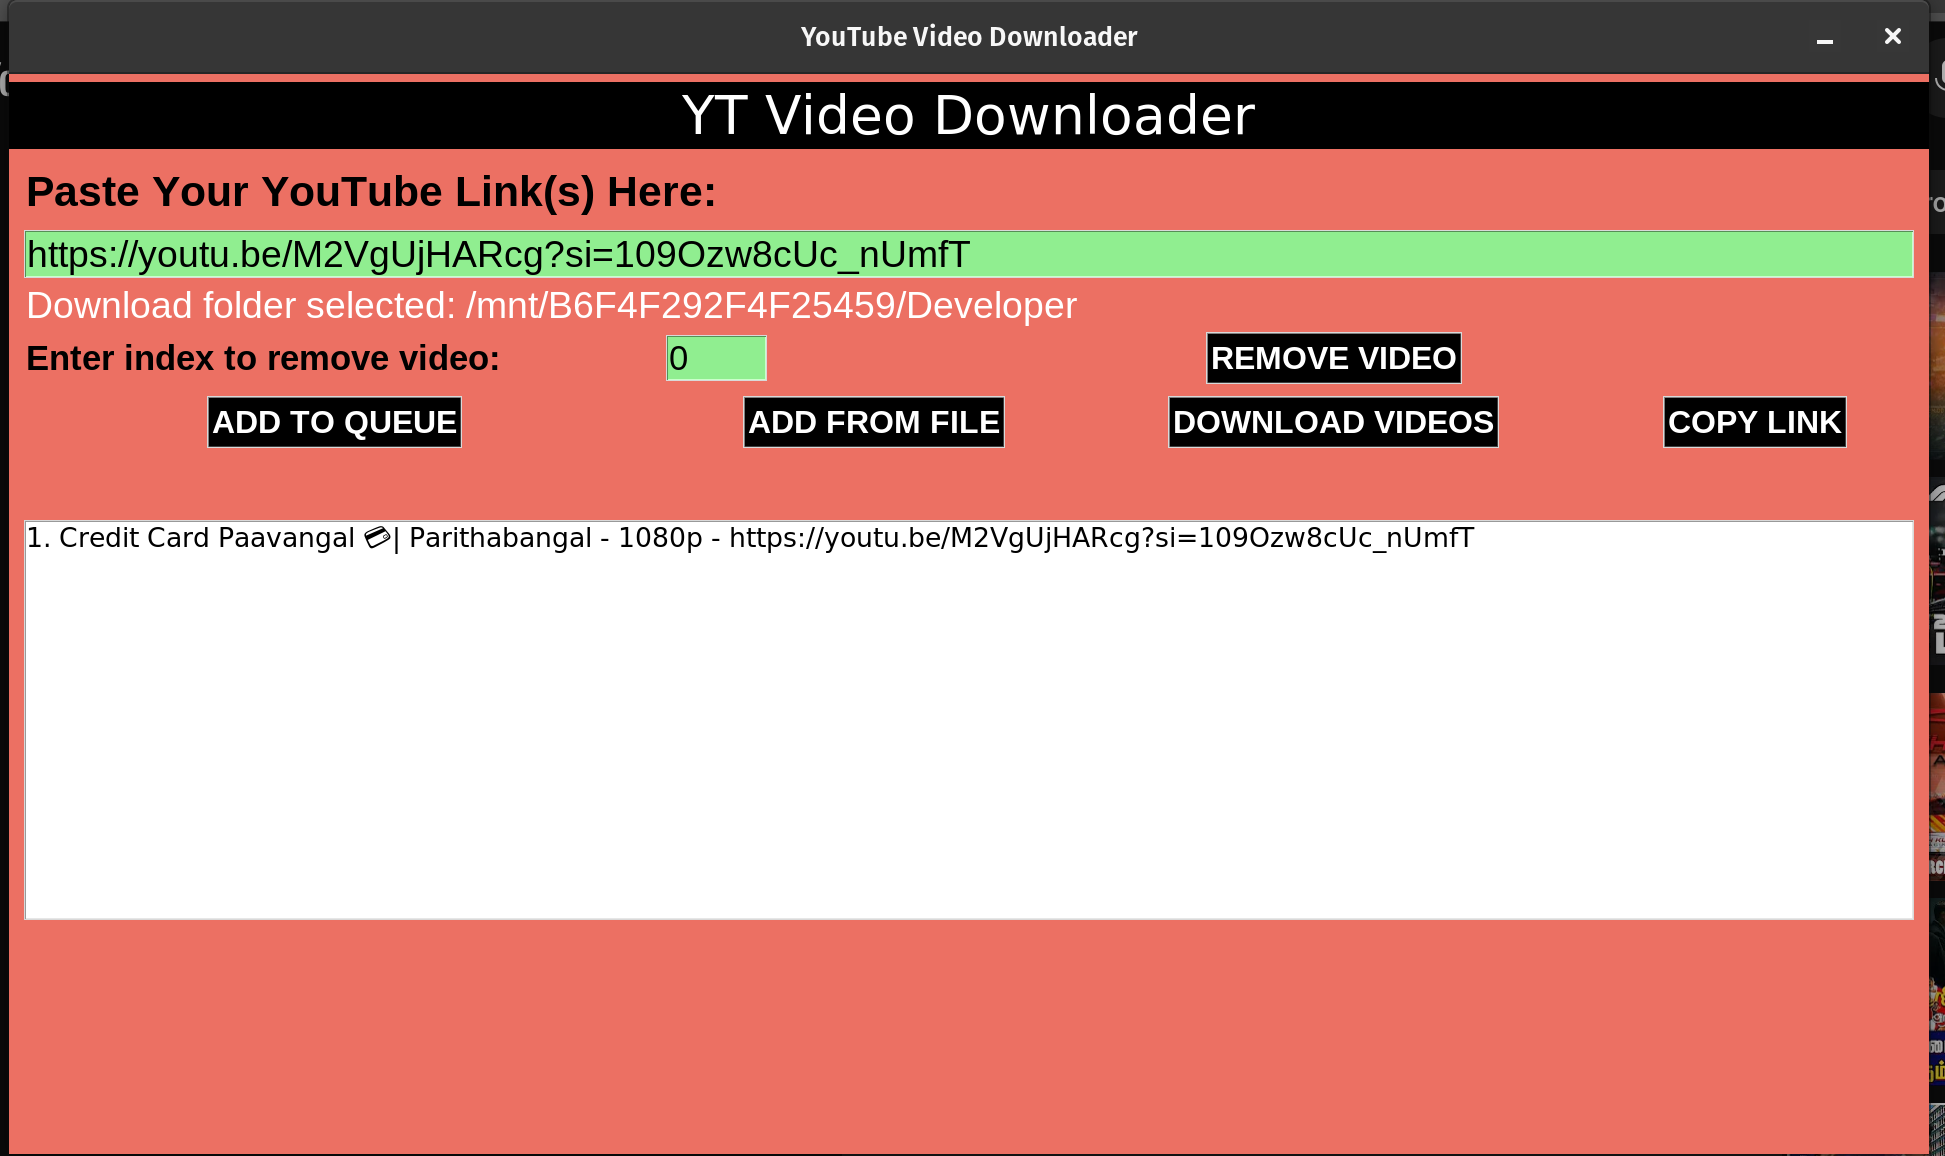 YouTube Video Downloader
YT Video Downloader
Paste Your YouTube Link(s) Here:
https://youtu.be/M2VgUjHARcg?si=109Ozw8cUc_nUmfT
Download folder selected: /mnt/B6F4F292F4F25459/Developer
Enter index to remove video: 0 REMOVE VIDEO
ADD TO QUEUE ADD FROM FILE DOWNLOAD VIDEOS COPY LINK
1. Credit Card Paavangal 💳| Parithabangal - 1080p - https://youtu.be/M2VgUjHARcg?si=109Ozw8cUc_nUmfT